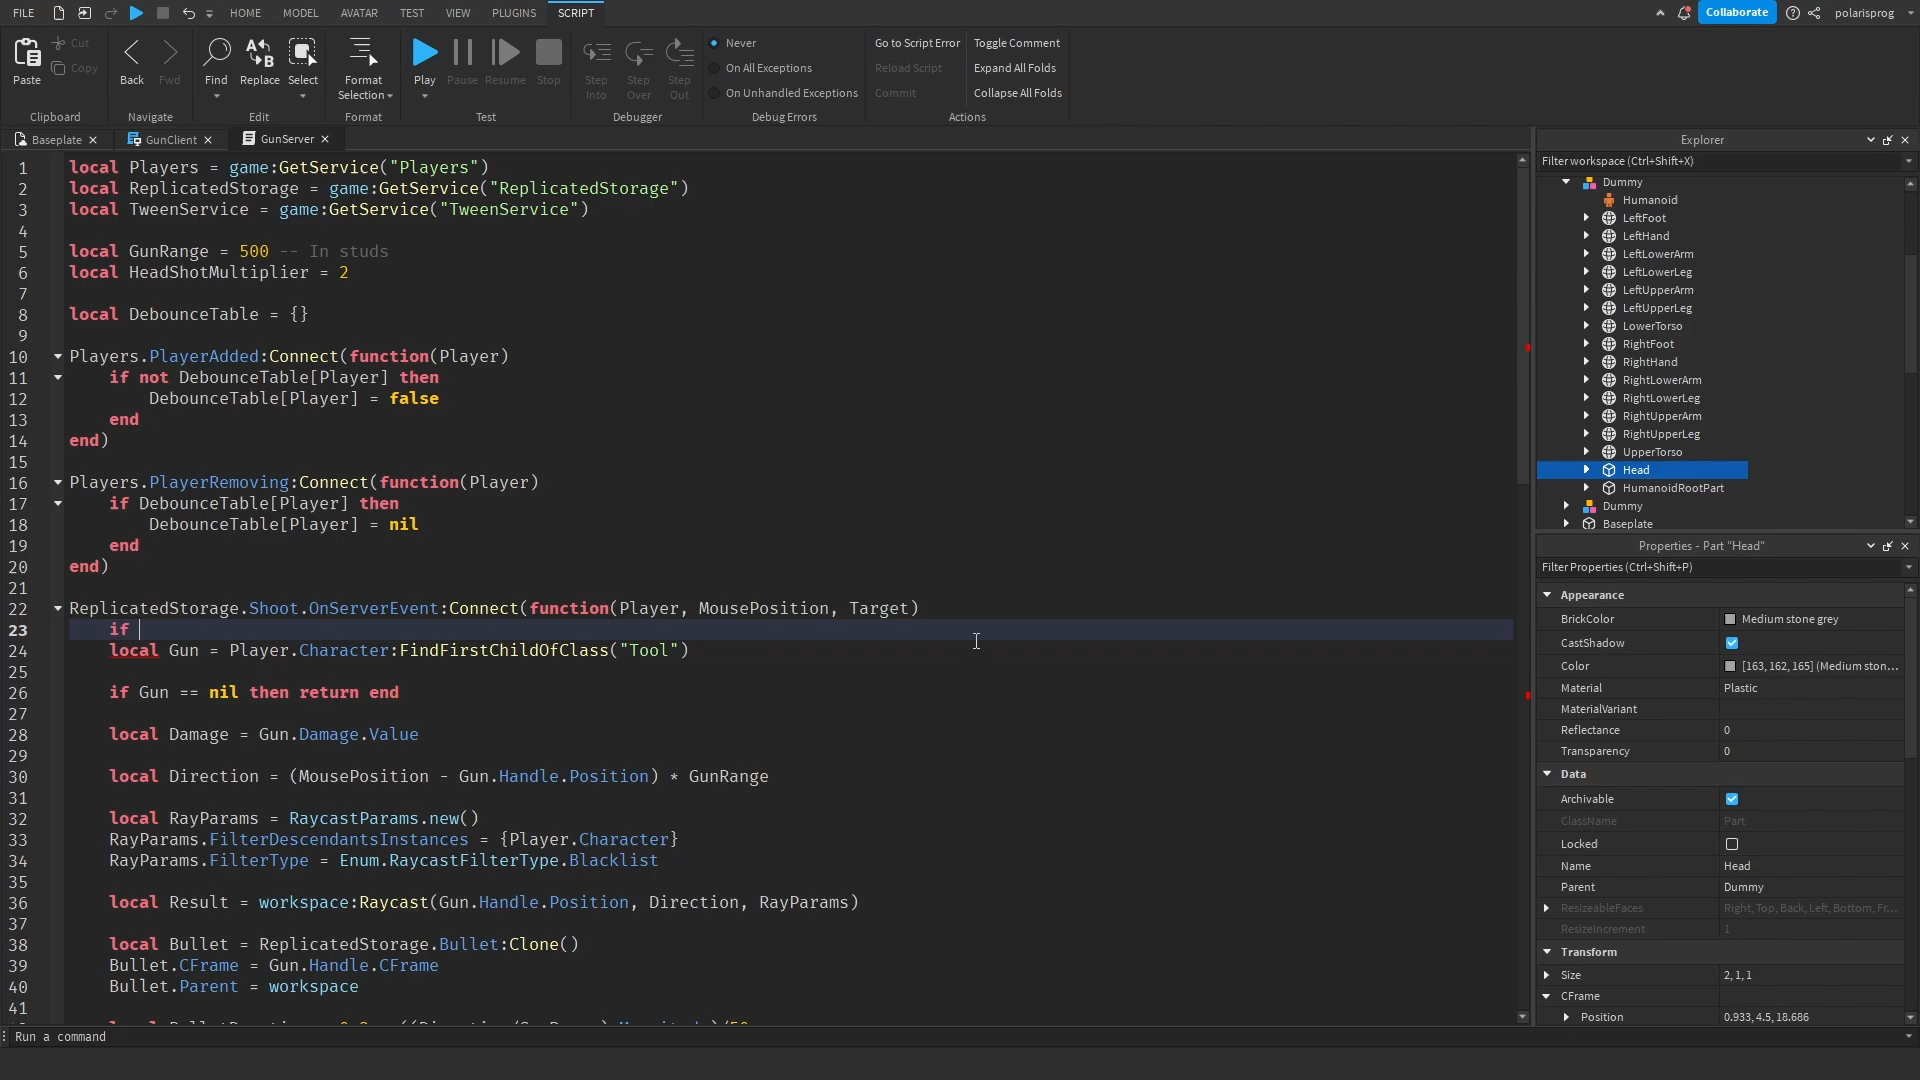 FILE HOME MODEL AVATAR TEST VIEW PLUGINS SCRIPT Collaborate polarisprog
Paste Cut Copy Back Fwd Find Replace Select Format Selection Play Pause Resume Stop Step Into Step Over Step Out
Never
On All Exceptions
On Unhandled Exceptions
Go to Script Error
Reload Script
Commit
Toggle Comment
Expand All Folds
Collapse All Folds
Clipboard Navigate Edit Format Test Debugger Debug Errors Actions
Baseplate GunClient GunServer
1 local Players = game:GetService("Players")
2 local ReplicatedStorage = game:GetService("ReplicatedStorage")
3 local TweenService = game:GetService("TweenService")
4
5 local GunRange = 500 -- In studs
6 local HeadShotMultiplier = 2
7
8 local DebounceTable = {}
9
10 Players.PlayerAdded:Connect(function(Player)
11 if not DebounceTable[Player] then
12 DebounceTable[Player] = false
13 end
14 end)
15
16 Players.PlayerRemoving:Connect(function(Player)
17 if DebounceTable[Player] then
18 DebounceTable[Player] = nil
19 end
20 end)
21
22 ReplicatedStorage.Shoot.OnServerEvent:Connect(function(Player, MousePosition, Target)
23 if
24 local Gun = Player.Character:FindFirstChildOfClass("Tool")
25
26 if Gun == nil then return end
27
28 local Damage = Gun.Damage.Value
29
30 local Direction = (MousePosition - Gun.Handle.Position) * GunRange
31
32 local RayParams = RaycastParams.new()
33 RayParams.FilterDescendantsInstances = {Player.Character}
34 RayParams.FilterType = Enum.RaycastFilterType.Blacklist
35
36 local Result = workspace:Raycast(Gun.Handle.Position, Direction, RayParams)
37
38 local Bullet = ReplicatedStorage.Bullet:Clone()
39 Bullet.CFrame = Gun.Handle.CFrame
40 Bullet.Parent = workspace
41
Run a command
Explorer
Filter workspace (Ctrl+Shift+X)
Dummy
Humanoid
LeftFoot
LeftHand
LeftLowerArm
LeftLowerLeg
LeftUpperArm
LeftUpperLeg
LowerTorso
RightFoot
RightHand
RightLowerArm
RightLowerLeg
RightUpperArm
RightUpperLeg
UpperTorso
Head
HumanoidRootPart
Dummy
Baseplate
Properties - Part "Head"
Filter Properties (Ctrl+Shift+P)
Appearance
BrickColor Medium stone grey
CastShadow
Color [163, 162, 165] (Medium ston...
Material Plastic
MaterialVariant
Reflectance 0
Transparency 0
Data
Archivable
ClassName Part
Locked
Name Head
Parent Dummy
ResizeableFaces Right, Top, Back, Left, Bottom, Fr...
ResizeIncrement 1
Transform
Size 2, 1, 1
CFrame
Position 0.933, 4.5, 18.686